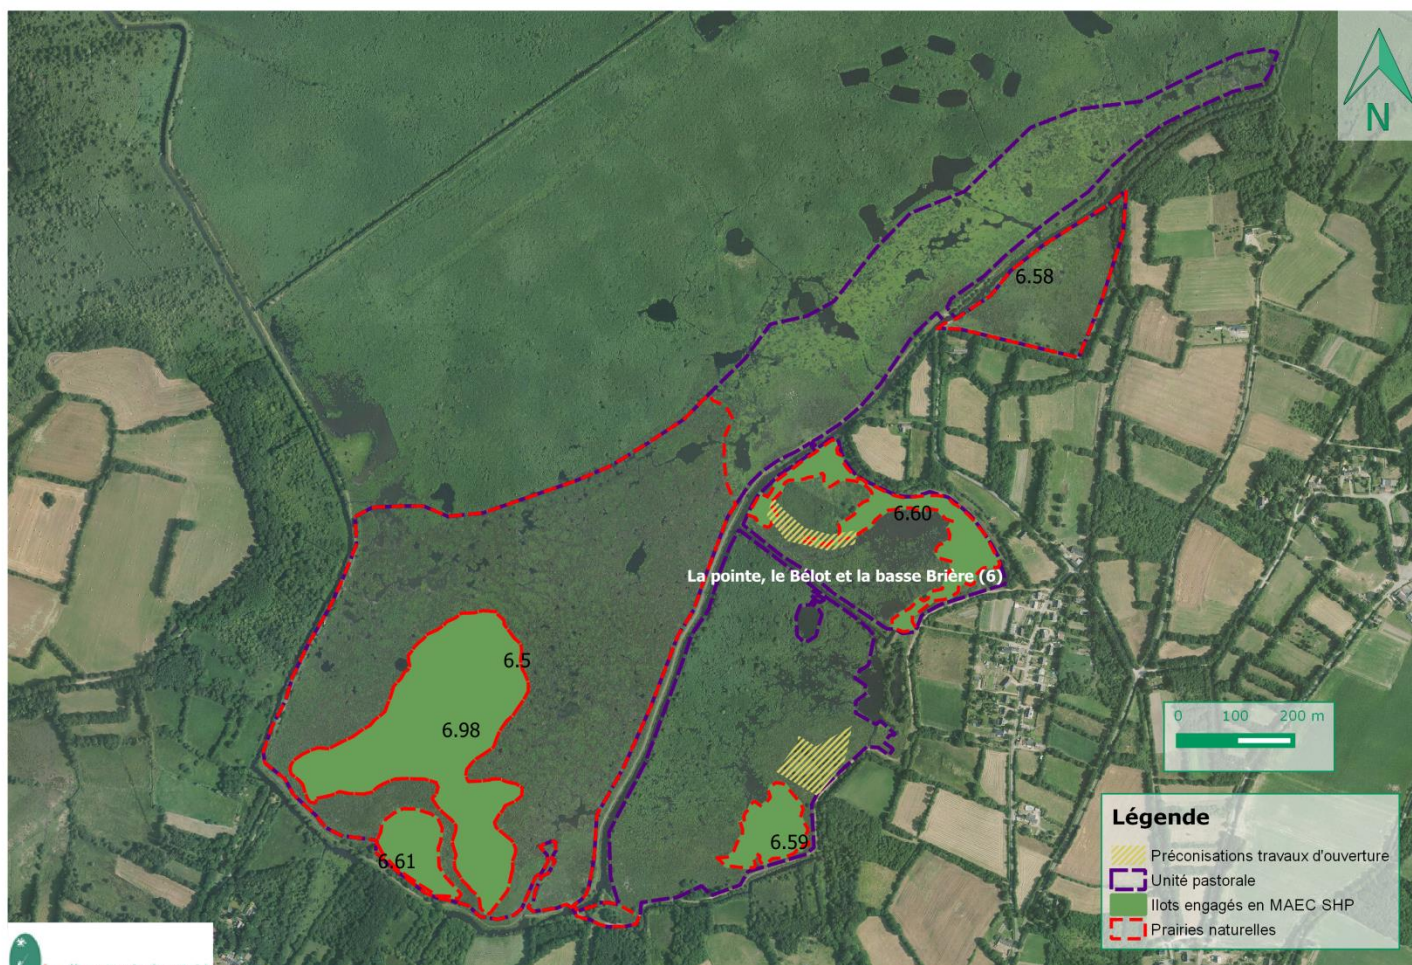 N
6.58
6.60
La pointe, le Bélot et la basse Brière (6)
6.5
6.98
6.61
6.59
0 100 200 m
Légende
Préconisations travaux d'ouverture
Unité pastorale
Ilots engagés en MAEC SHP
Prairies naturelles